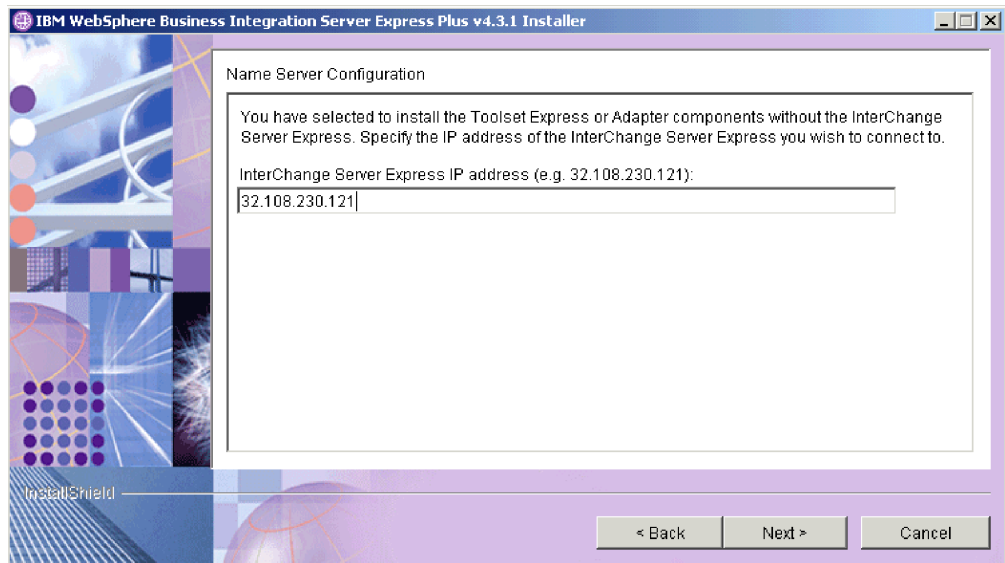 IBM WebSphere Business Integration Server Express Plus v4.3.1 Installer
Name Server Configuration
You have selected to install the Toolset Express or Adapter components without the InterChange
Server Express. Specify the IP address of the InterChange Server Express you wish to connect to.
InterChange Server Express IP address (e.g. 32.108.230.121):
32.108.230.121
InstallShield
< Back
Next >
Cancel